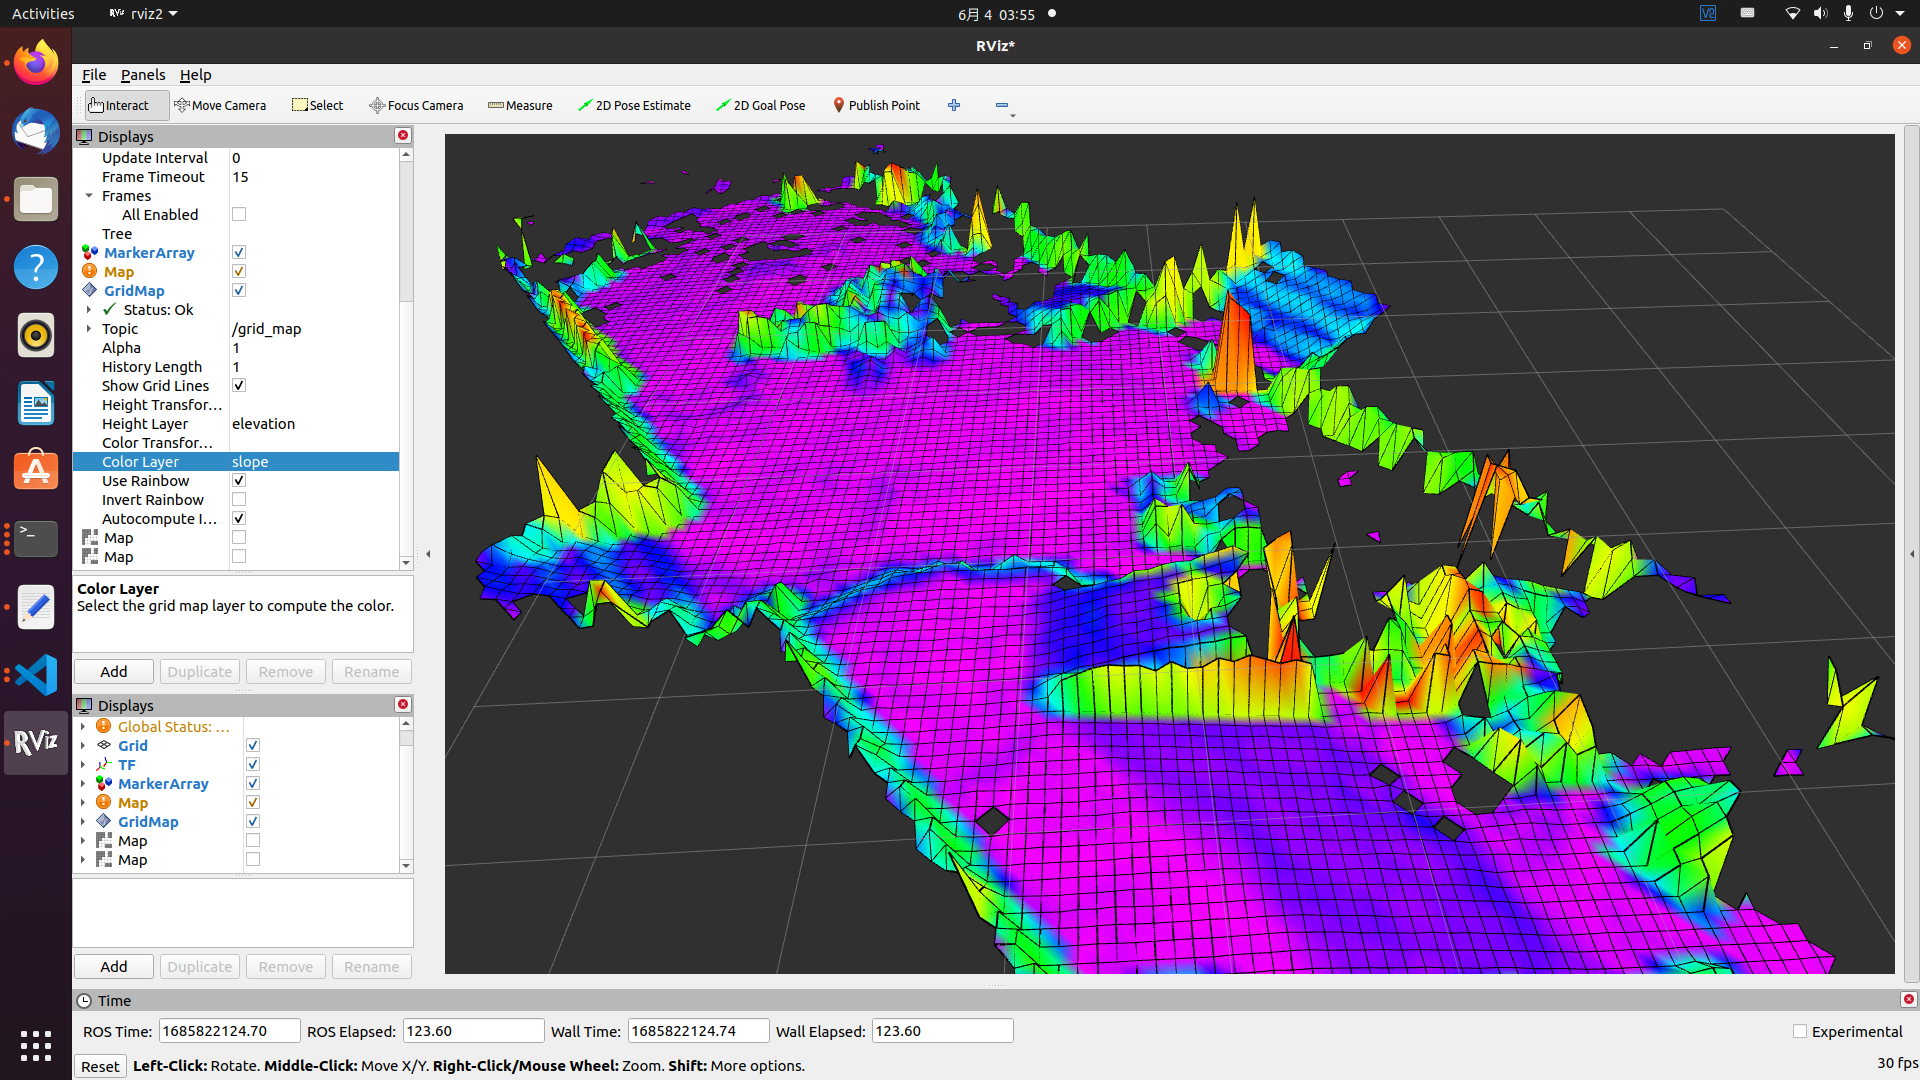 Activities
RViz rviz2
6月 4 03:55
V2
RViz*
File Panels Help
Interact Move Camera Select Focus Camera Measure 2D Pose Estimate 2D Goal Pose Publish Point
Displays
Update Interval 0
Frame Timeout 15
Frames
All Enabled
Tree
MarkerArray
Map
GridMap
Status: Ok
Topic /grid_map
Alpha 1
History Length 1
Show Grid Lines
Height Transfor...
Height Layer elevation
Color Transfor...
Color Layer slope
Use Rainbow
Invert Rainbow
Autocompute I...
Map
Map
Color Layer
Select the grid map layer to compute the color.
Add Duplicate Remove Rename
Displays
Global Status: ...
Grid
TF
MarkerArray
Map
GridMap
Map
Map
Add Duplicate Remove Rename
RViz
Time
ROS Time: 1685822124.70 ROS Elapsed: 123.60 Wall Time: 1685822124.74 Wall Elapsed: 123.60 Experimental
Reset Left-Click: Rotate. Middle-Click: Move X/Y. Right-Click/Mouse Wheel: Zoom. Shift: More options. 30 fps